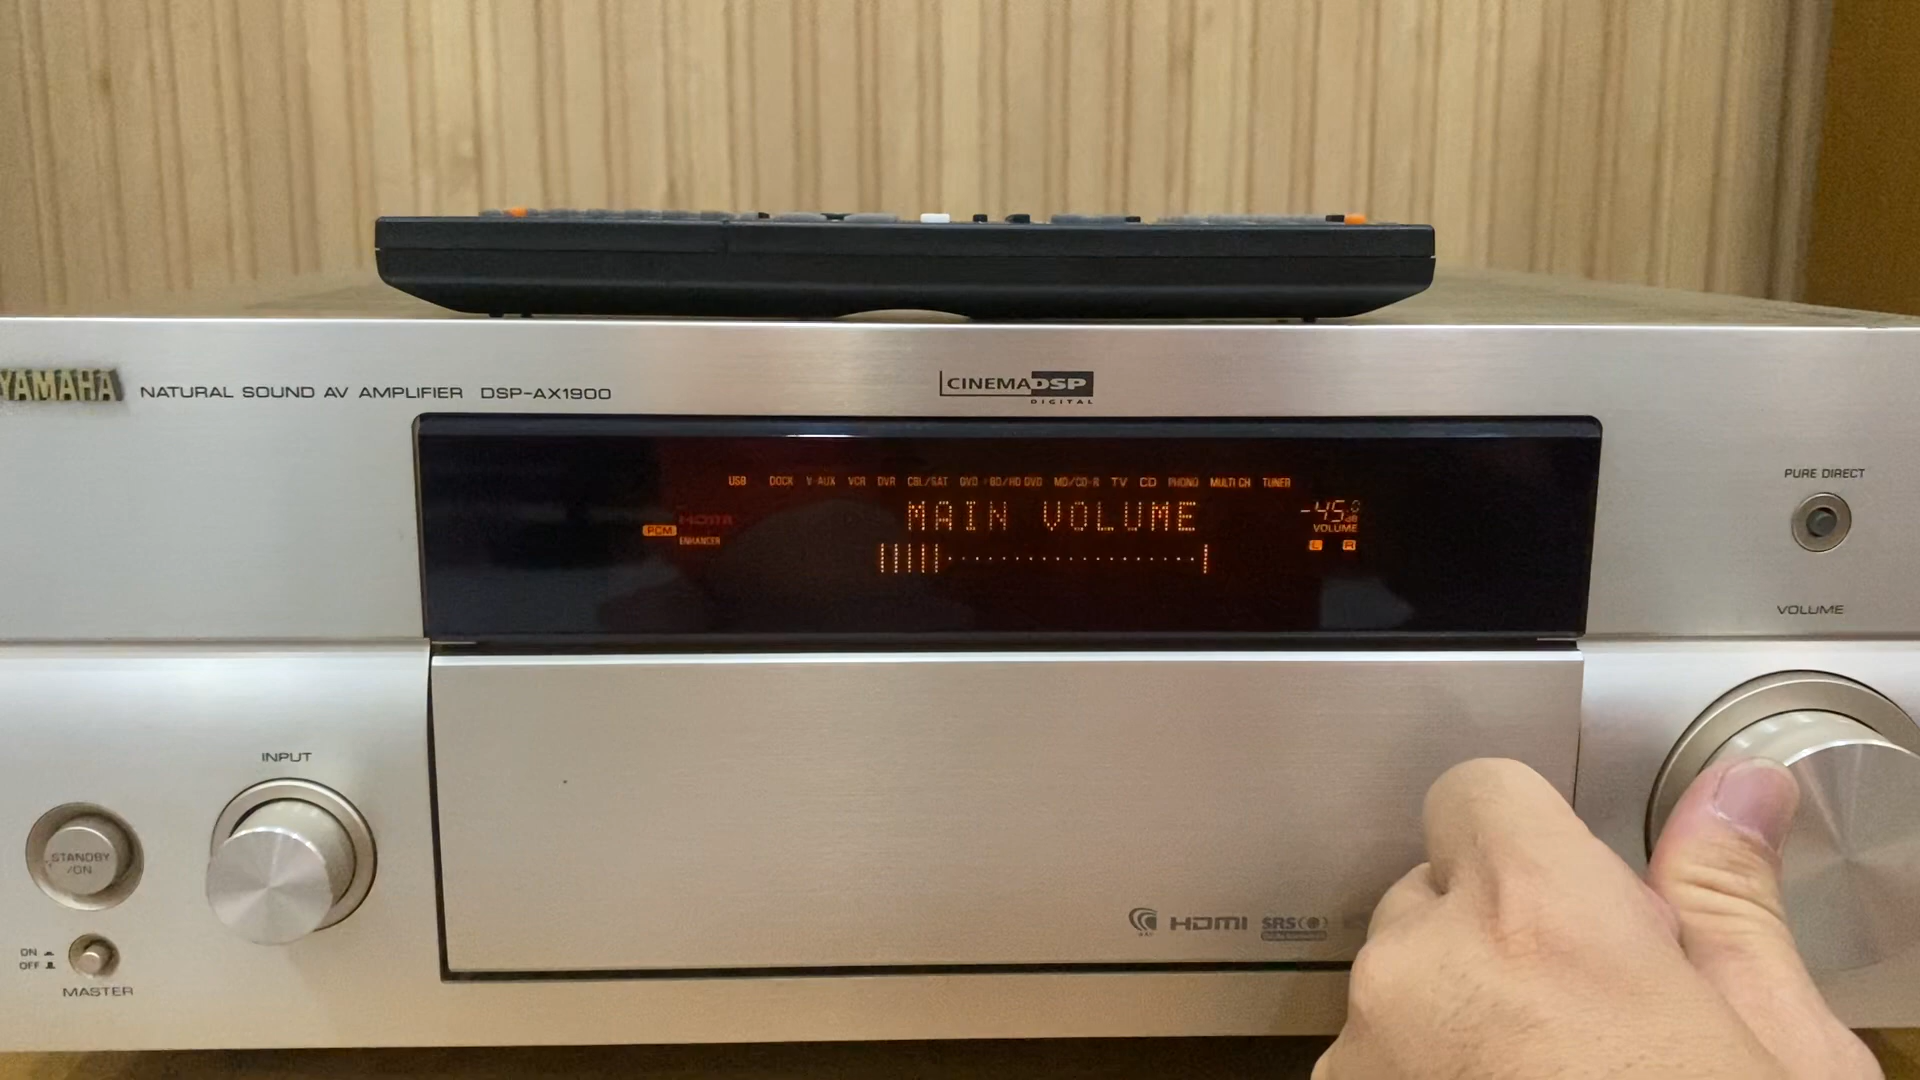 YAMAHA NATURAL SOUND AV AMPLIFIER DSP-AX1900
CINEMA DSP
DIGITAL
PURE DIRECT
USB DOCK V-AUX VCR DVR CBL/SAT DVD BD/HD DVD MD/CD-R TV CD PHONO MULTI CH TUNER
MAIN VOLUME
-45.0 dB
VOLUME
L R
PCM
HDMI
ENHANCER
VOLUME
INPUT
STANDBY
/ON
ON
OFF
MASTER
HDMI SRS